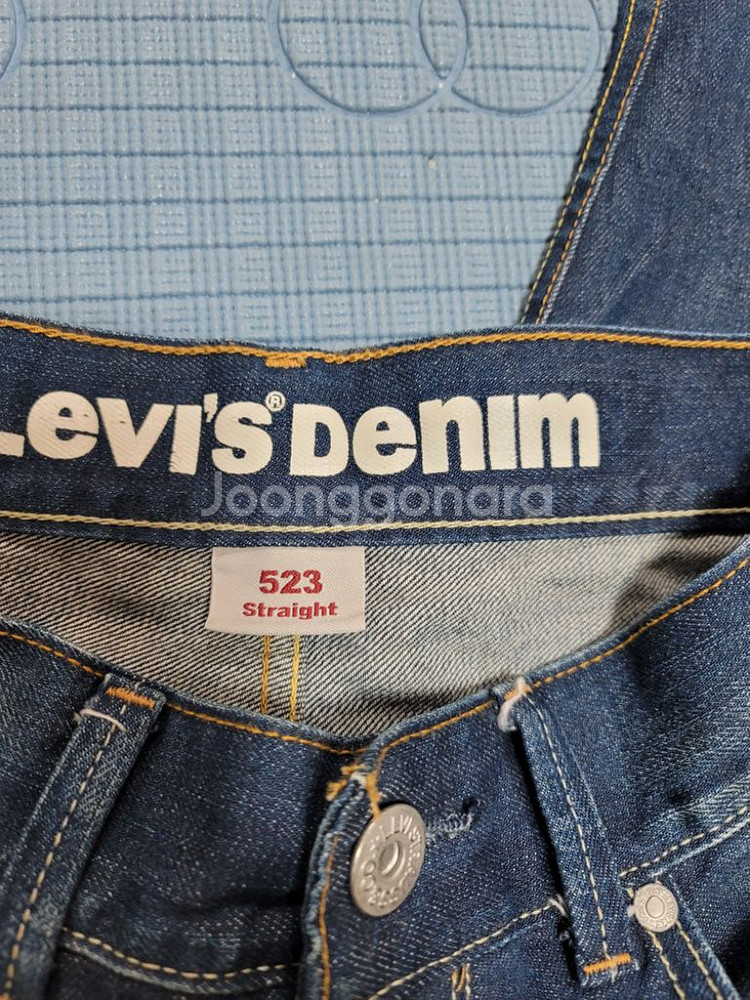 Levi's® Denim
Joonggonara
523
Straight